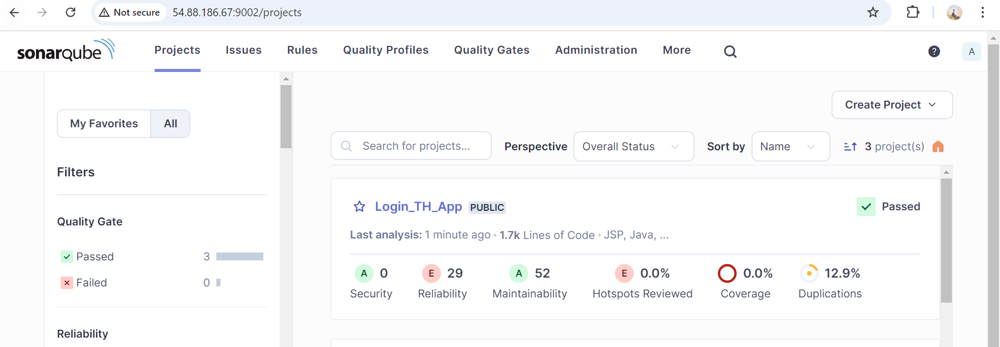 Not secure 54.88.186.67:9002/projects
sonarqube Projects Issues Rules Quality Profiles Quality Gates Administration More ? A
Create Project
My Favorites All
Search for projects... Perspective Overall Status Sort by Name 3 project(s)
Filters
Login_TH_App PUBLIC Passed
Quality Gate
Last analysis: 1 minute ago • 1.7k Lines of Code • JSP, Java, ...
Passed 3
Failed 0
A 0 E 29 A 52 E 0.0% 0.0% 12.9%
Security Reliability Maintainability Hotspots Reviewed Coverage Duplications
Reliability